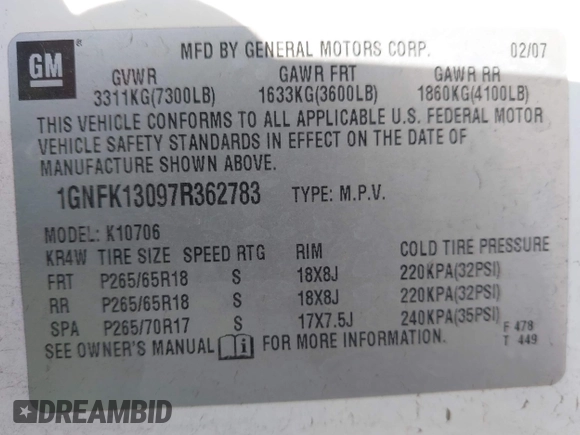 GM
MFD BY GENERAL MOTORS CORP. 02/07
GVWR GAWR FRT GAWR RR
3311KG(7300LB) 1633KG(3600LB) 1860KG(4100LB)
THIS VEHICLE CONFORMS TO ALL APPLICABLE U.S. FEDERAL MOTOR
VEHICLE SAFETY STANDARDS IN EFFECT ON THE DATE OF
MANUFACTURE SHOWN ABOVE.
1GNFK13097R362783 TYPE: M.P.V.
MODEL: K10706
KR4W TIRE SIZE SPEED RTG RIM COLD TIRE PRESSURE
FRT P265/65R18 S 18X8J 220KPA(32PSI)
RR P265/65R18 S 18X8J 220KPA(32PSI)
SPA P265/70R17 S 17X7.5J 240KPA(35PSI)
F 478
T 449
SEE OWNER'S MANUAL i FOR MORE INFORMATION.
DREAMBID